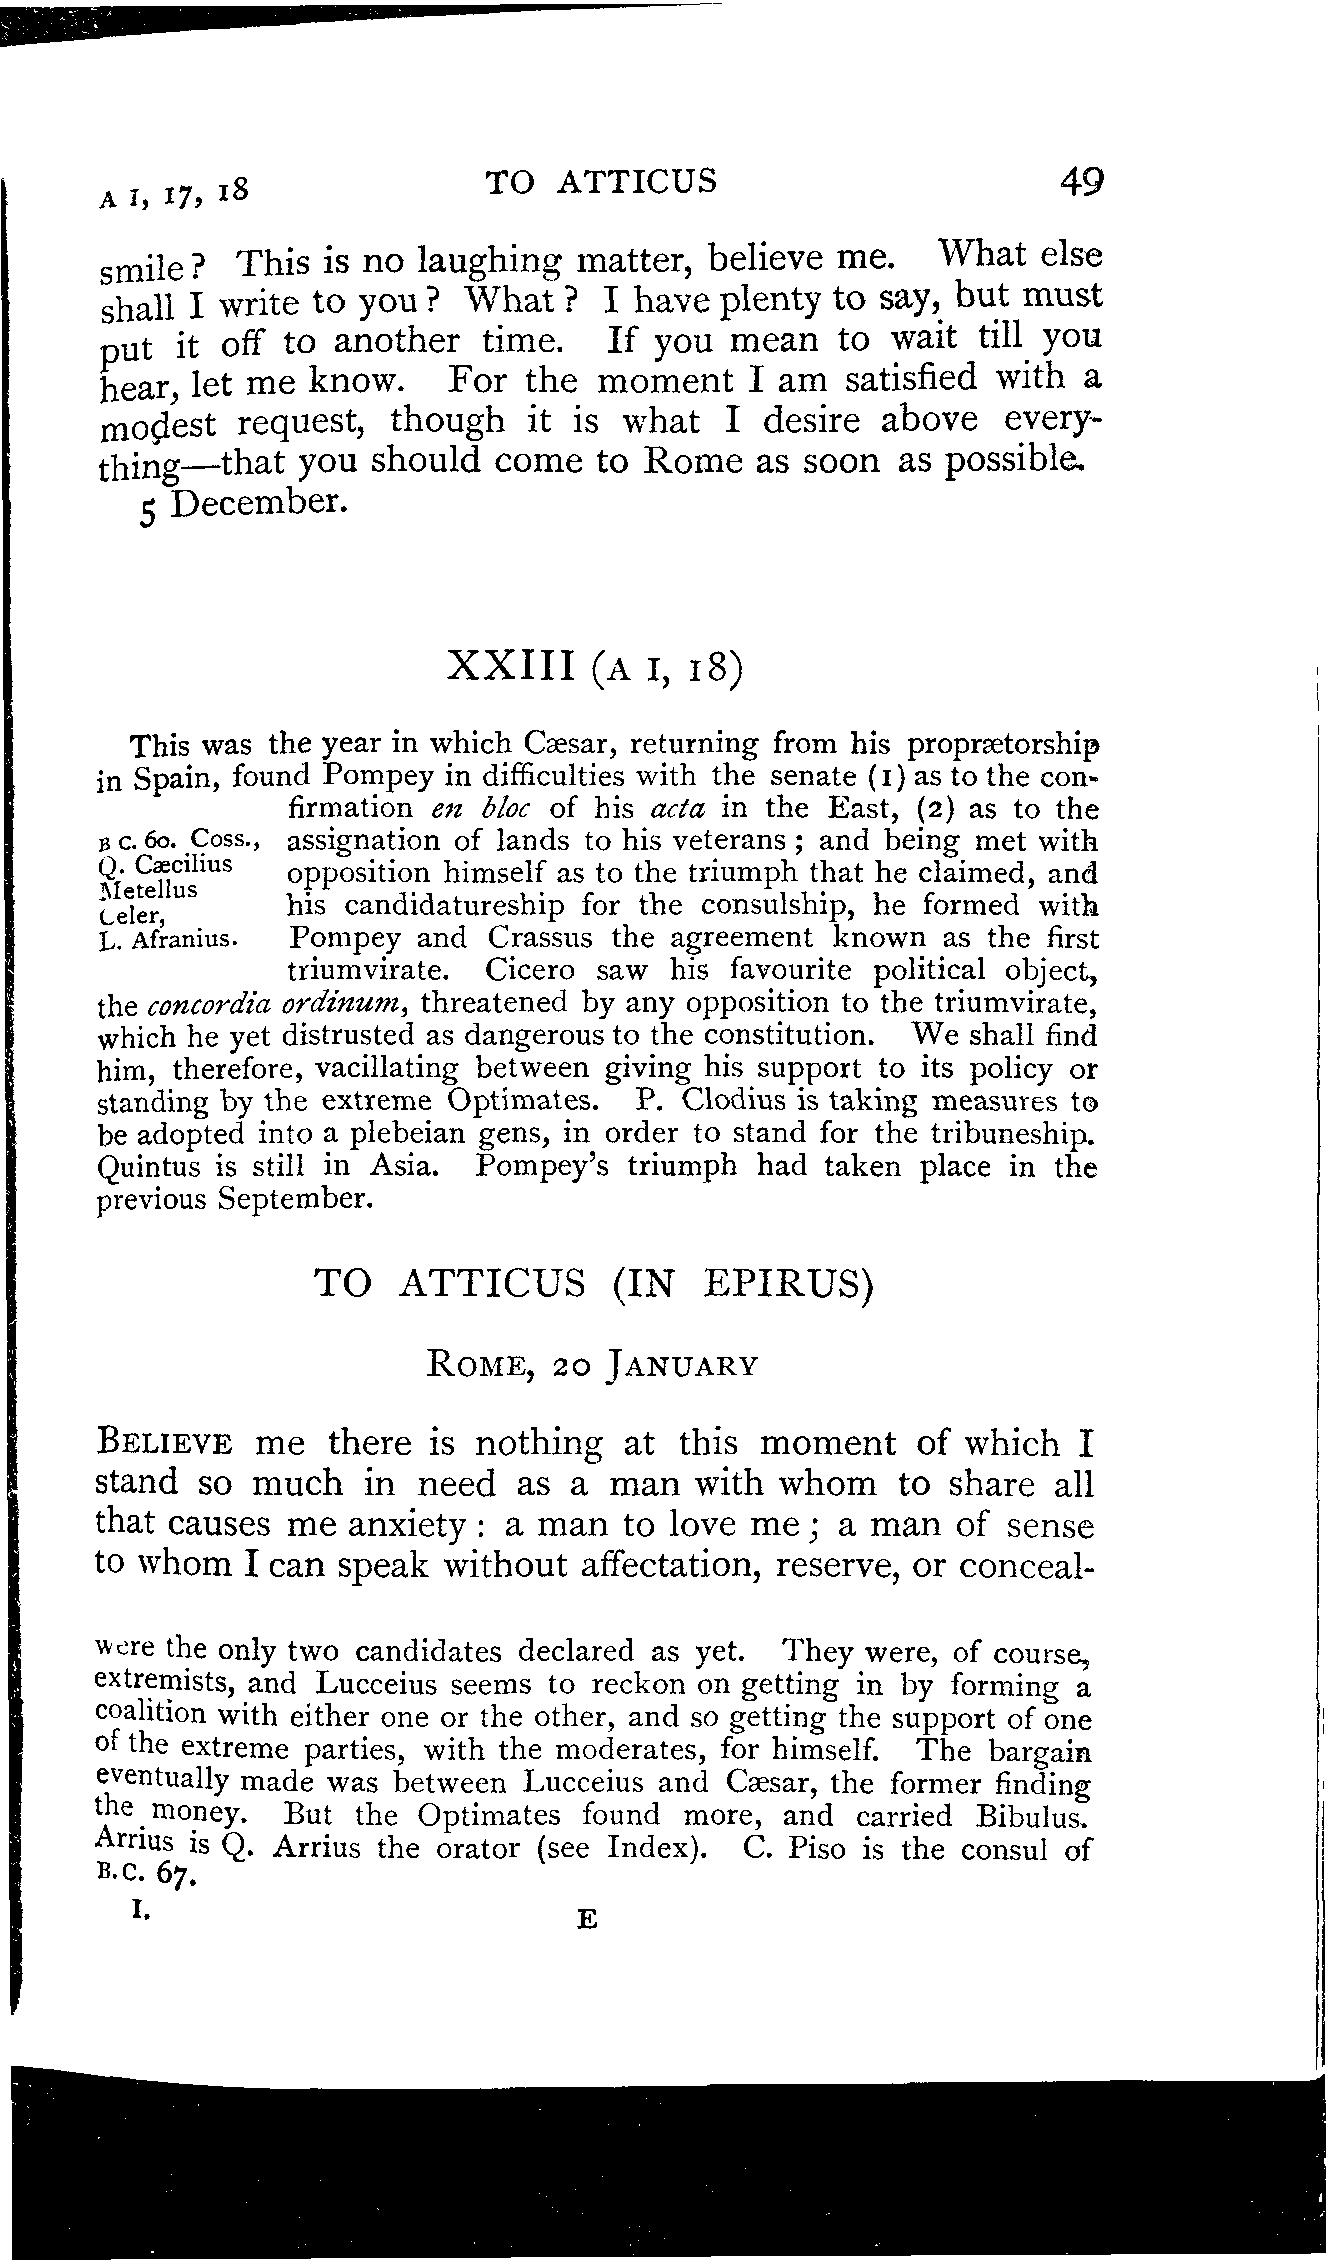 A I, 17, 18 TO ATTICUS 49
smile? This is no laughing matter, believe me. What else
shall I write to you? What? I have plenty to say, but must
put it off to another time. If you mean to wait till you
hear, let me know. For the moment I am satisfied with a
modest request, though it is what I desire above every-
thing—that you should come to Rome as soon as possible.
5 December.
XXIII (A I, 18)
This was the year in which Cæsar, returning from his proprætorship
in Spain, found Pompey in difficulties with the senate (1) as to the con-
firmation en bloc of his acta in the East, (2) as to the
assignation of lands to his veterans; and being met with
opposition himself as to the triumph that he claimed, and
his candidatureship for the consulship, he formed with
Pompey and Crassus the agreement known as the first
triumvirate. Cicero saw his favourite political object,
B C. 60. Coss.,
Q. Cæcilius
Metellus
Celer,
L. Afranius.
the concordia ordinum, threatened by any opposition to the triumvirate,
which he yet distrusted as dangerous to the constitution. We shall find
him, therefore, vacillating between giving his support to its policy or
standing by the extreme Optimates. P. Clodius is taking measures to
be adopted into a plebeian gens, in order to stand for the tribuneship.
Quintus is still in Asia. Pompey's triumph had taken place in the
previous September.
TO ATTICUS (IN EPIRUS)
ROME, 20 JANUARY
BELIEVE me there is nothing at this moment of which I
stand so much in need as a man with whom to share all
that causes me anxiety: a man to love me; a man of sense
to whom I can speak without affectation, reserve, or conceal-
were the only two candidates declared as yet. They were, of course,
extremists, and Lucceius seems to reckon on getting in by forming a
coalition with either one or the other, and so getting the support of one
of the extreme parties, with the moderates, for himself. The bargain
eventually made was between Lucceius and Cæsar, the former finding
the money. But the Optimates found more, and carried Bibulus.
Arrius is Q. Arrius the orator (see Index). C. Piso is the consul of
B.C. 67.
I. E